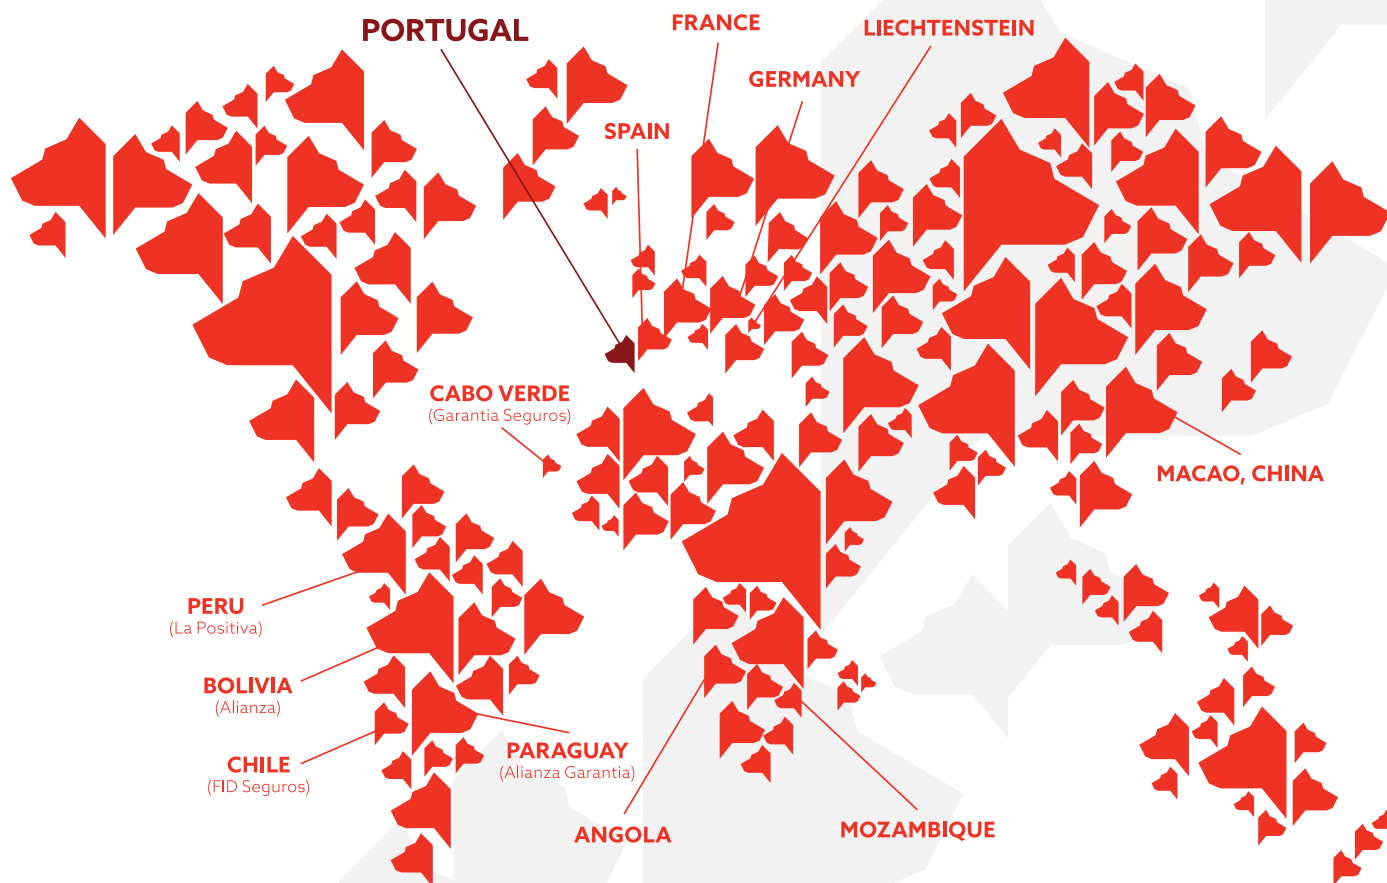 PORTUGAL
FRANCE
LIECHTENSTEIN
GERMANY
SPAIN
CABO VERDE
(Garantia Seguros)
MACAO, CHINA
PERU
(La Positiva)
BOLIVIA
(Alianza)
CHILE
(FID Seguros)
PARAGUAY
(Alianza Garantia)
ANGOLA
MOZAMBIQUE